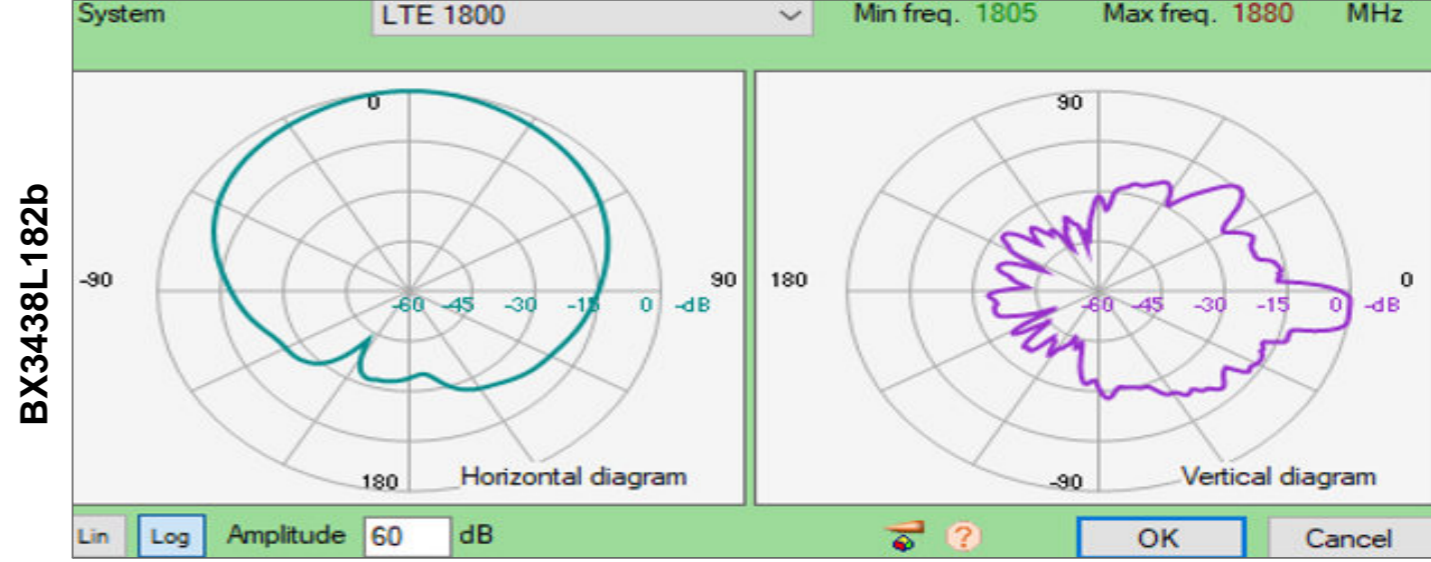 BX3438L182b
System LTE 1800 Min freq. 1805 Max freq. 1880 MHz
0
-90
90
-60 -45 -30 -15 0 -dB
180
Horizontal diagram
90
180
0
-60 -45 -30 -15 0 -dB
-90
Vertical diagram
Lin Log Amplitude 60 dB ? OK Cancel